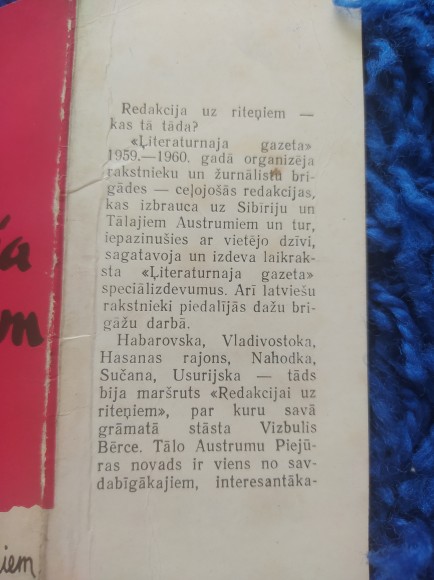 Redakcija uz riteņiem —
kas tā tāda?
«Ļiteraturnaja gazeta»
1959.—1960. gadā organizēja
rakstnieku un žurnālistu bri-
gādes — ceļojošās redakcijas,
kas izbrauca uz Sibīriju un
Tālajiem Austrumiem un tur,
iepazinušies ar vietējo dzīvi,
sagatavoja un izdeva laikrak-
sta «Ļiteraturnaja gazeta»
speciālizdevumus. Arī latviešu
rakstnieki piedalījās dažu bri-
gāžu darbā.
Habarovska, Vladivostoka,
Hasanas rajons, Nahodka,
Sučana, Usurijska — tāds
bija maršruts «Redakcijai uz
riteņiem», par kuru savā
grāmatā stāsta Vizbulis
Bērce. Tālo Austrumu Piejū-
ras novads ir viens no sav-
dabīgākajiem, interesantāka-
iem